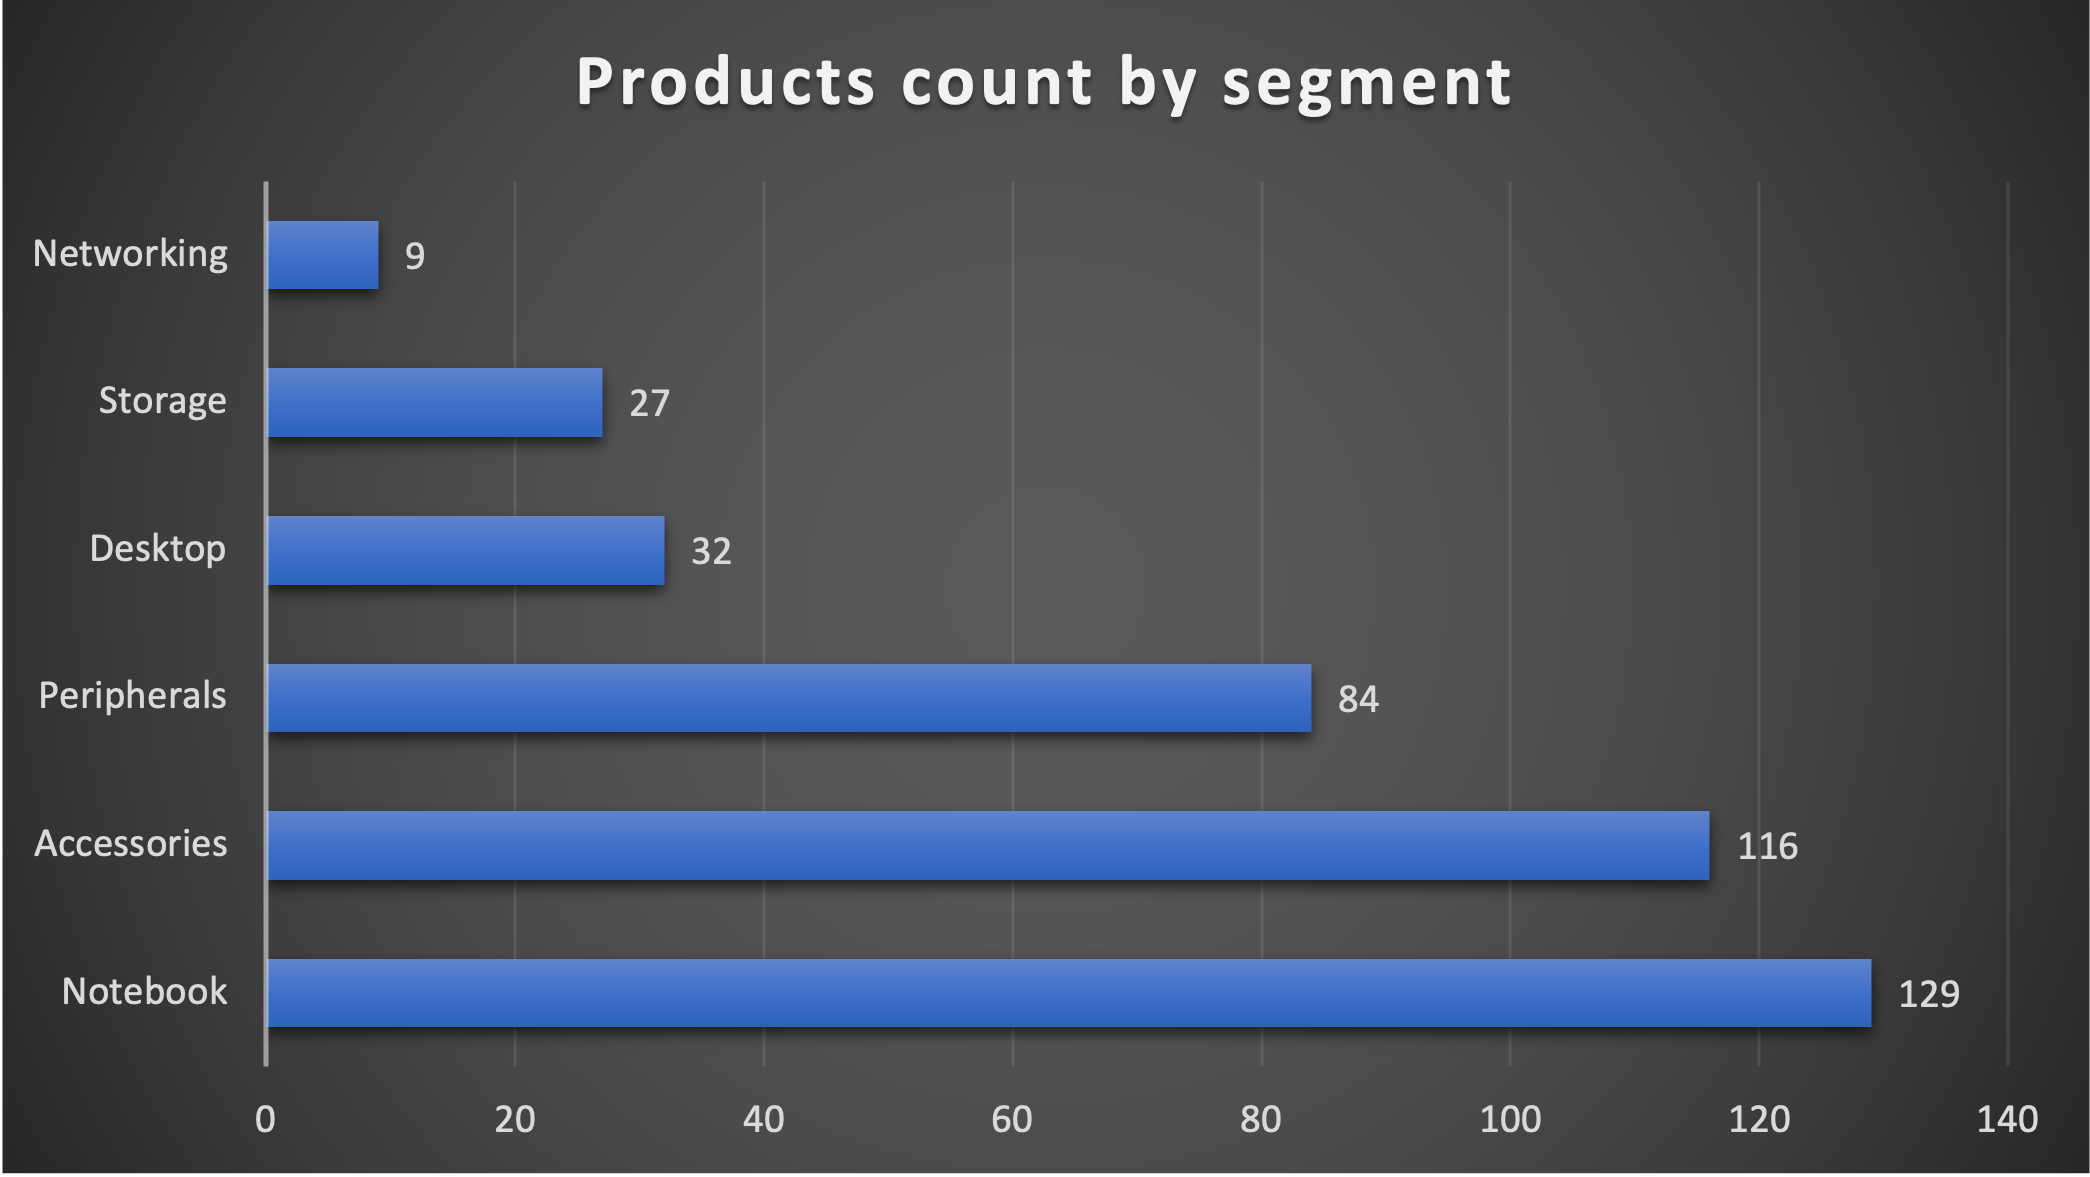 Products count by segment
Networking 9
Storage 27
Desktop 32
Peripherals 84
Accessories 116
Notebook 129
0 20 40 60 80 100 120 140